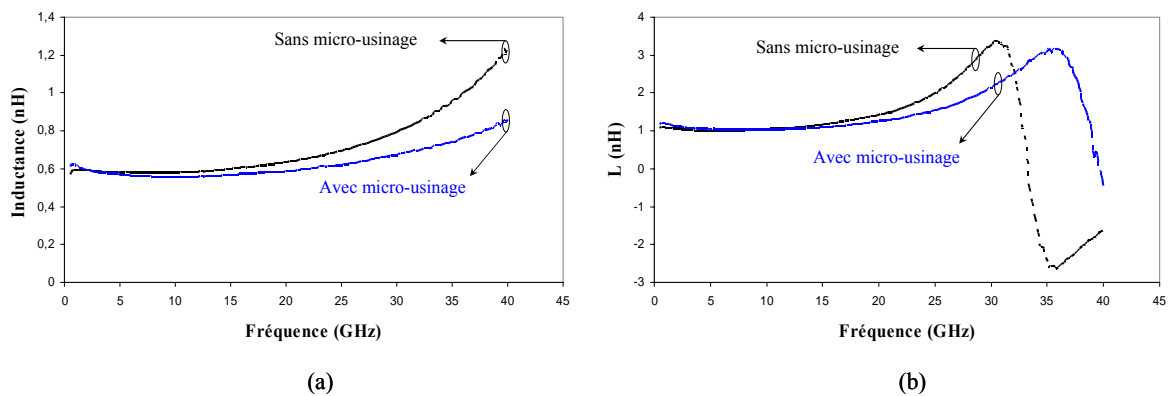 1,4
1,2
1
0,8
0,6
0,4
0,2
0
Inductance (nH)
Sans micro-usinage
Avec micro-usinage
0 5 10 15 20 25 30 35 40 45
Fréquence (GHz)
(a)
4
3
2
1
0
-1
-2
-3
L (nH)
Sans micro-usinage
Avec micro-usinage
0 5 10 15 20 25 30 35 40 45
Fréquence (GHz)
(b)